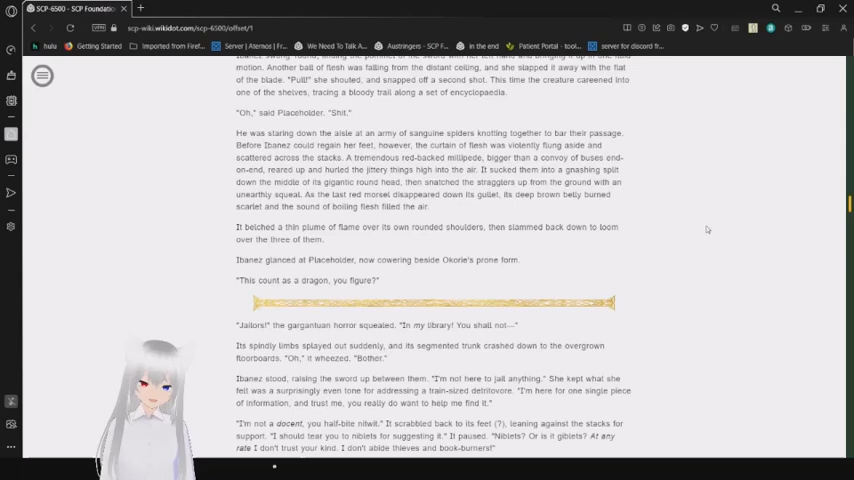 SCP-6500 - SCP Foundatio
scp-wiki.wikidot.com/scp-6500/offset/1
VPN
hulu
Getting Started
Imported from Firef...
Server | Aternos | Fr...
We Need To Talk A...
Austringers - SCP F...
in the end
Patient Portal - tool...
server for discord fr...
motion. Another ball of flesh was falling from the distant ceiling, and she slapped it away with the flat
of the blade. "Pull!" she shouted, and snapped off a second shot. This time the creature careened into
one of the shelves, tracing a bloody trail along a set of encyclopaedia.
"Oh," said Placeholder. "Shit."
He was staring down the aisle at an army of sanguine spiders knotting together to bar their passage.
Before Ibanez could regain her feet, however, the curtain of flesh was violently flung aside and
scattered across the stacks. A tremendous red-backed millipede, bigger than a convoy of buses end-
on-end, reared up and hurled the jittery things high into the air. It sucked them into a gnashing split
down the middle of its gigantic round head, then snatched the stragglers up from the ground with an
unearthly squeal. As the last red morsel disappeared down its gullet, its deep brown belly burned
scarlet and the sound of boiling flesh filled the air.
It belched a thin plume of flame over its own rounded shoulders, then slammed back down to loom
over the three of them.
Ibanez glanced at Placeholder, now cowering beside Okorie's prone form.
"This count as a dragon, you figure?"
"Jailors!" the gargantuan horror squealed. "In my library! You shall not—"
Its spindly limbs splayed out suddenly, and its segmented trunk crashed down to the overgrown
floorboards. "Oh," it wheezed. "Bother."
Ibanez stood, raising the sword up between them. "I'm not here to jail anything." She kept what she
felt was a surprisingly even tone for addressing a train-sized detritovore. "I'm here for one single piece
of information, and trust me, you really do want to help me find it."
"I'm not a docent, you half-bite nitwit." It scrabbled back to its feet (?), leaning against the stacks for
support. "I should tear you to niblets for suggesting it." It paused. "Niblets? Or is it giblets? At any
rate I don't trust your kind. I don't abide thieves and book-burners!"